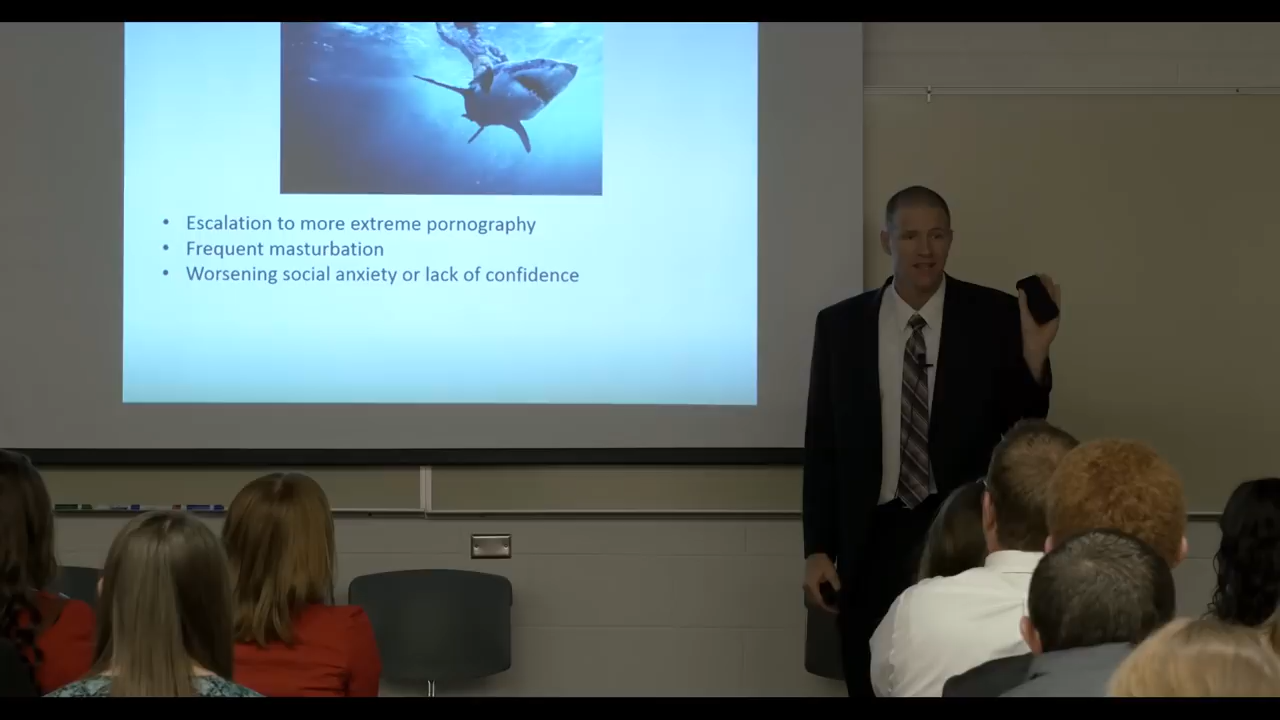 • Escalation to more extreme pornography
• Frequent masturbation
• Worsening social anxiety or lack of confidence